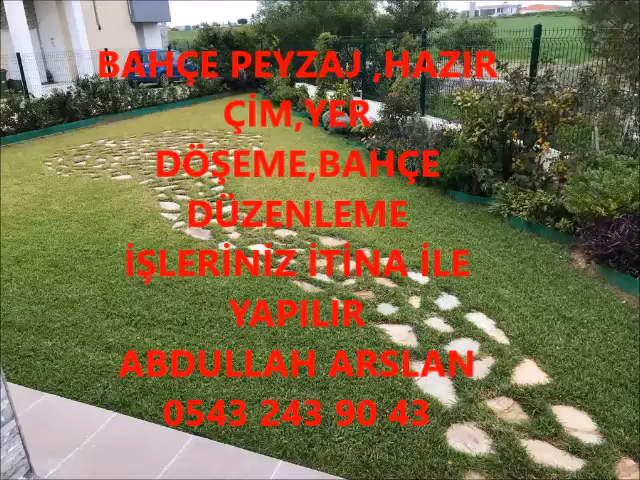 BAHÇE PEYZAJ ,HAZIR
ÇİM,YER
DÖŞEME,BAHÇE
DÜZENLEME
İŞLERİNİZ İTİNA İLE
YAPILIR
ABDULLAH ARSLAN
0543 243 90 43